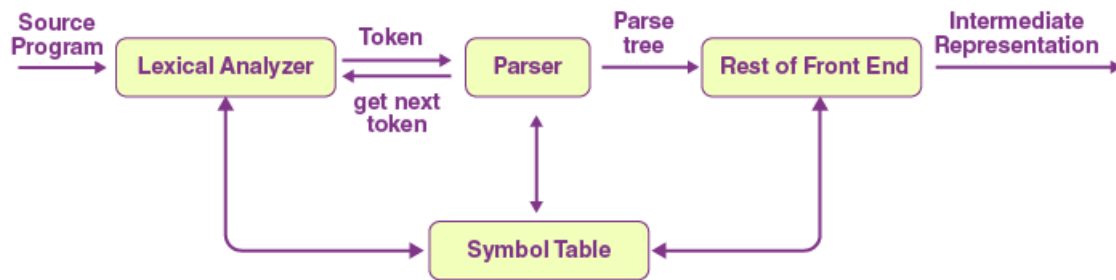 Source
Program
Lexical Analyzer
Token
get next
token
Parser
Parse
tree
Rest of Front End
Intermediate
Representation
Symbol Table